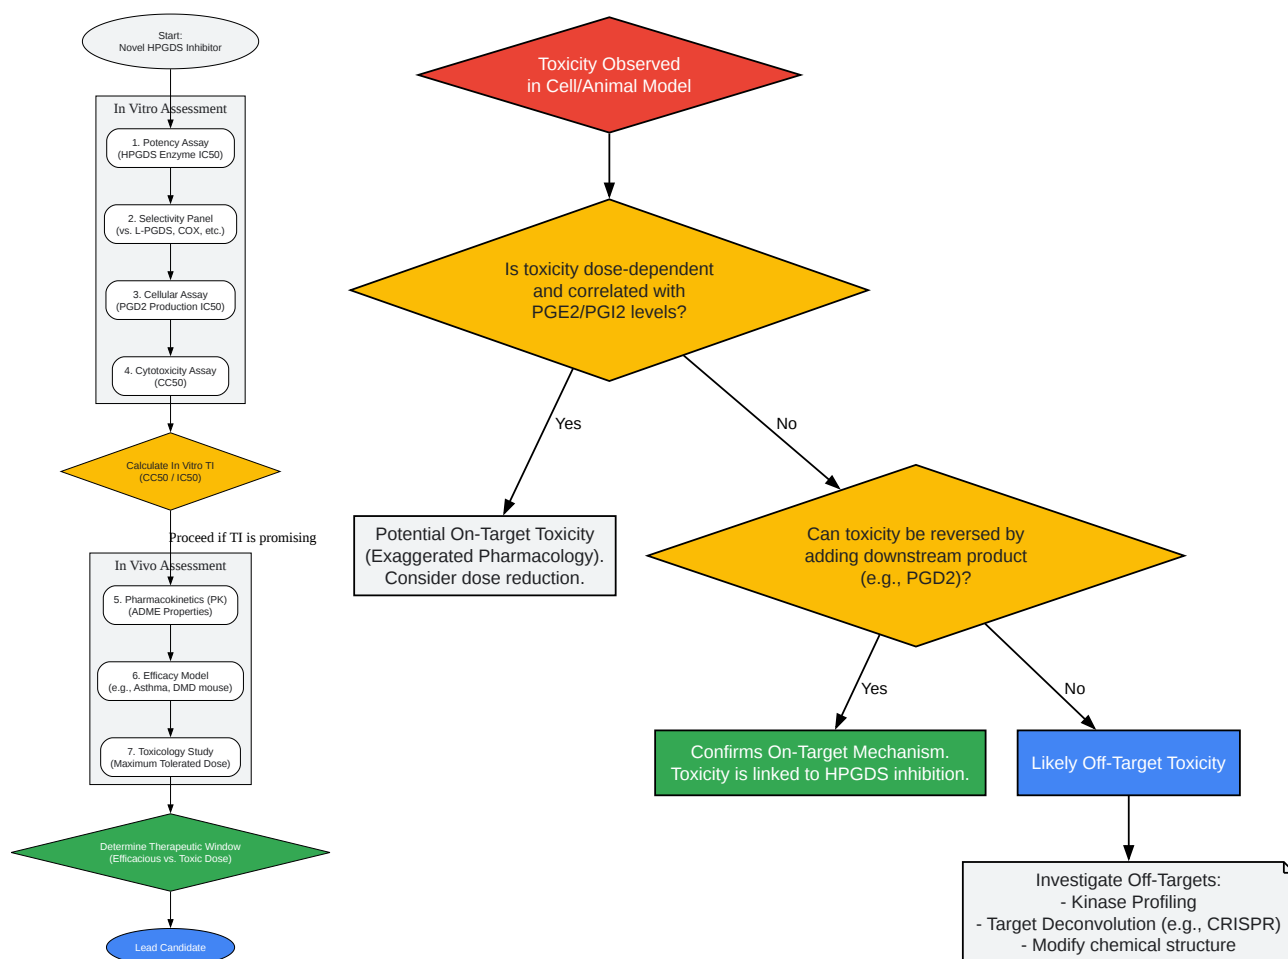 Start:
Novel HPGDS Inhibitor
In Vitro Assessment
1. Potency Assay
(HPGDS Enzyme IC50)
2. Selectivity Panel
(vs. L-PGDS, COX, etc.)
3. Cellular Assay
(PGD2 Production IC50)
4. Cytotoxicity Assay
(CC50)
Calculate In Vitro TI
(CC50 / IC50)
Proceed if TI is promising
In Vivo Assessment
5. Pharmacokinetics (PK)
(ADME Properties)
6. Efficacy Model
(e.g., Asthma, DMD mouse)
7. Toxicology Study
(Maximum Tolerated Dose)
Determine Therapeutic Window
(Efficacious vs. Toxic Dose)
Lead Candidate
Toxicity Observed
in Cell/Animal Model
Is toxicity dose-dependent
and correlated with
PGE2/PGI2 levels?
Yes
No
Potential On-Target Toxicity
(Exaggerated Pharmacology).
Consider dose reduction.
Can toxicity be reversed by
adding downstream product
(e.g., PGD2)?
Yes
No
Confirms On-Target Mechanism.
Toxicity is linked to HPGDS inhibition.
Likely Off-Target Toxicity
Investigate Off-Targets:
- Kinase Profiling
- Target Deconvolution (e.g., CRISPR)
- Modify chemical structure